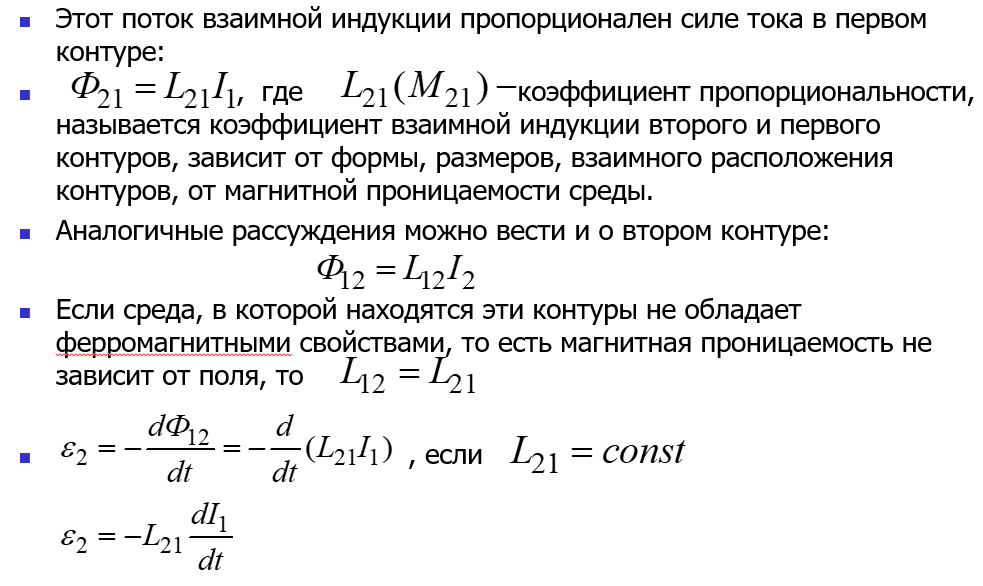 Этот поток взаимной индукции пропорционален силе тока в первом
контуре:
Φ₂₁ = L₂₁I₁, где L₂₁(M₂₁) –коэффициент пропорциональности,
называется коэффициент взаимной индукции второго и первого
контуров, зависит от формы, размеров, взаимного расположения
контуров, от магнитной проницаемости среды.
Аналогичные рассуждения можно вести и о втором контуре:
Φ₁₂ = L₁₂I₂
Если среда, в которой находятся эти контуры не обладает
ферромагнитными свойствами, то есть магнитная проницаемость не
зависит от поля, то L₁₂ = L₂₁
ε₂ = −dΦ₁₂/dt = −d/dt(L₂₁I₁) , если L₂₁ = const
ε₂ = −L₂₁ dI₁/dt